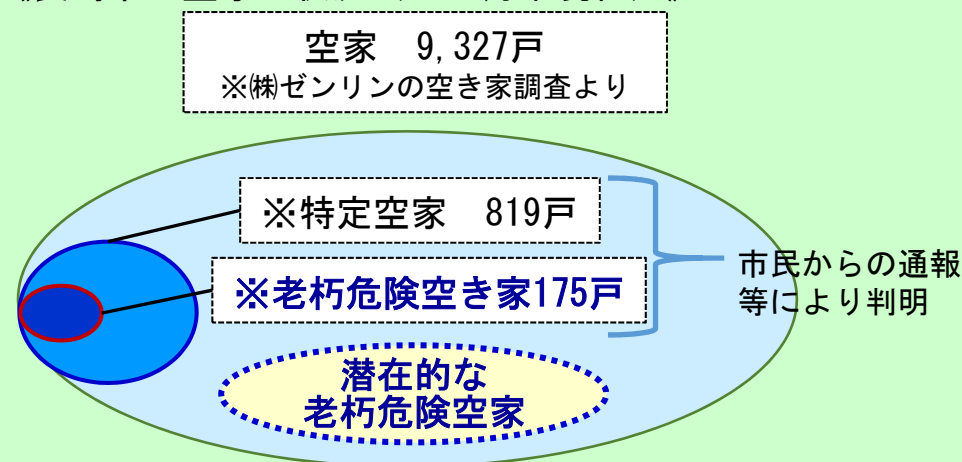 空家　9,327戸
※㈱ゼンリンの空き家調査より
※特定空家　819戸
※老朽危険空き家175戸
市民からの通報
等により判明
潜在的な
老朽危険空家